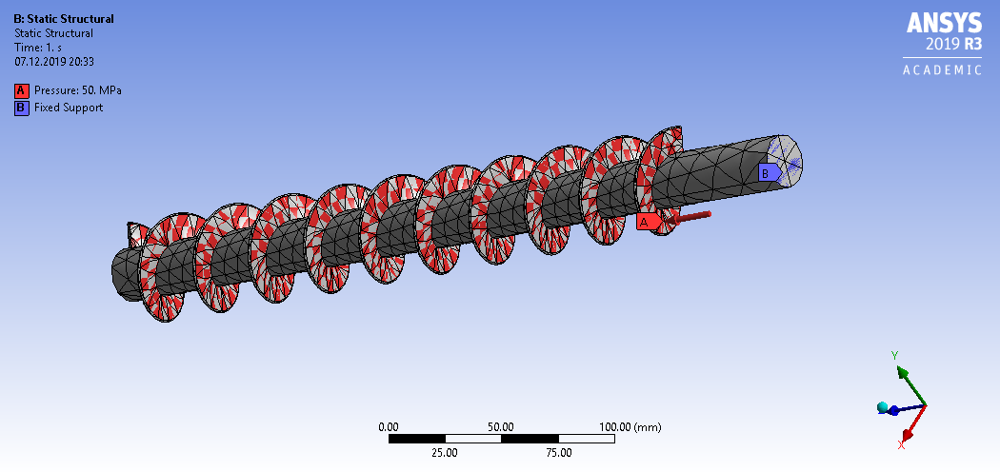 B: Static Structural
Static Structural
Time: 1. s
07.12.2019 20:33
A Pressure: 50. MPa
B Fixed Support
ANSYS
2019 R3
ACADEMIC
B
A
Y
X
0.00 50.00 100.00 (mm)
25.00 75.00